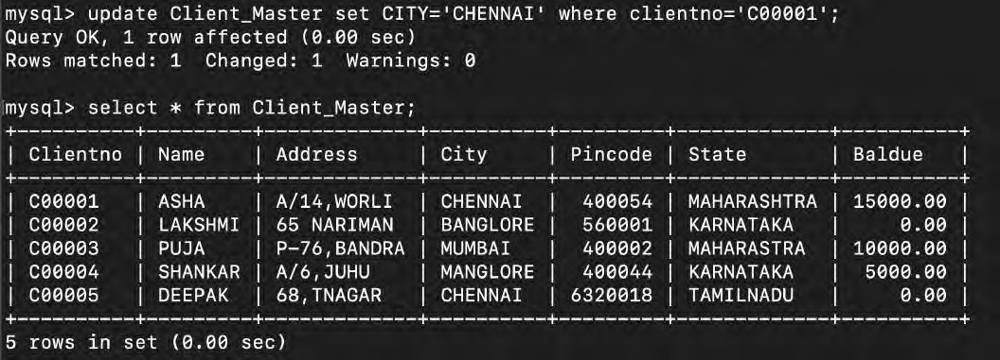 mysql> update Client_Master set CITY='CHENNAI' where clientno='C00001';
Query OK, 1 row affected (0.00 sec)
Rows matched: 1  Changed: 1  Warnings: 0
mysql> select * from Client_Master;
+----------+---------+--------------+----------+---------+-------------+----------+
| Clientno | Name    | Address      | City     | Pincode | State       | Baldue   |
+----------+---------+--------------+----------+---------+-------------+----------+
| C00001   | ASHA    | A/14,WORLI   | CHENNAI  |  400054 | MAHARASHTRA | 15000.00 |
| C00002   | LAKSHMI | 65 NARIMAN   | BANGLORE |  560001 | KARNATAKA   |     0.00 |
| C00003   | PUJA    | P-76,BANDRA  | MUMBAI   |  400002 | MAHARASTRA  | 10000.00 |
| C00004   | SHANKAR | A/6,JUHU     | MANGLORE |  400044 | KARNATAKA   |  5000.00 |
| C00005   | DEEPAK  | 68,TNAGAR    | CHENNAI  | 6320018 | TAMILNADU   |     0.00 |
+----------+---------+--------------+----------+---------+-------------+----------+
5 rows in set (0.00 sec)